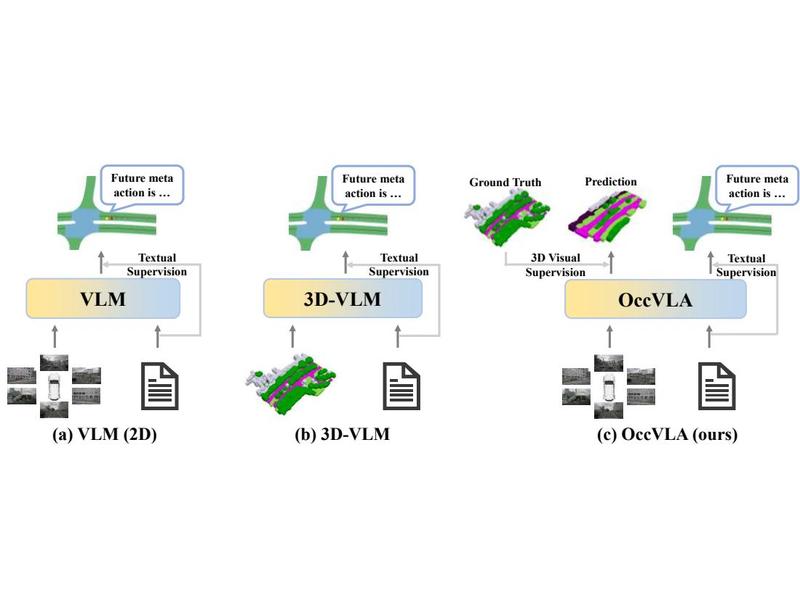 Future meta
action is ...
Textual
Supervision
VLM
(a) VLM (2D)
Future meta
action is ...
Textual
Supervision
3D-VLM
(b) 3D-VLM
Ground Truth
Prediction
Future meta
action is ...
3D Visual
Supervision
Textual
Supervision
OccVLA
(c) OccVLA (ours)